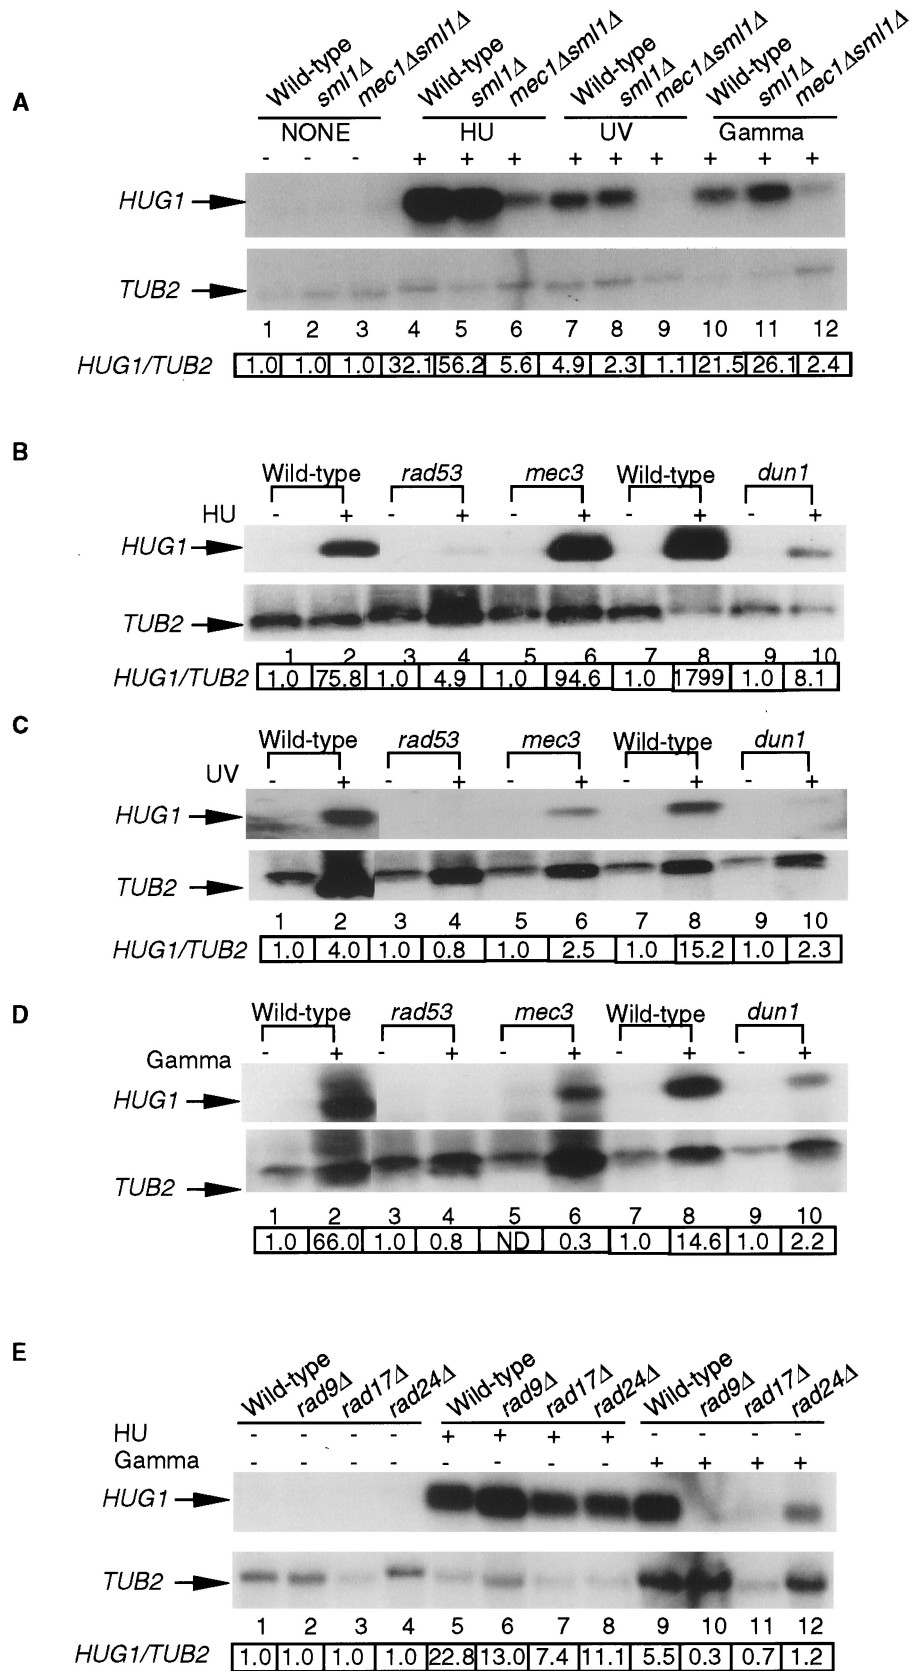 A
Wild-type sml1Δ mec1Δsml1Δ Wild-type sml1Δ mec1Δsml1Δ Wild-type sml1Δ mec1Δsml1Δ Wild-type sml1Δ mec1Δsml1Δ
NONE HU UV Gamma
- - - + + + + + + + + +
HUG1
TUB2
1 2 3 4 5 6 7 8 9 10 11 12
HUG1/TUB2 1.0 1.0 1.0 32.1 56.2 5.6 4.9 2.3 1.1 21.5 26.1 2.4
B
Wild-type rad53 mec3 Wild-type dun1
HU - + - + - + - + - +
HUG1
TUB2
1 2 3 4 5 6 7 8 9 10
HUG1/TUB2 1.0 75.8 1.0 4.9 1.0 94.6 1.0 1799 1.0 8.1
C
Wild-type rad53 mec3 Wild-type dun1
UV - + - + - + - + - +
HUG1
TUB2
1 2 3 4 5 6 7 8 9 10
HUG1/TUB2 1.0 4.0 1.0 0.8 1.0 2.5 1.0 15.2 1.0 2.3
D
Wild-type rad53 mec3 Wild-type dun1
Gamma - + - + - + - + - +
HUG1
TUB2
1 2 3 4 5 6 7 8 9 10
1.0 66.0 1.0 0.8 ND 0.3 1.0 14.6 1.0 2.2
E
Wild-type rad9Δ rad17Δ rad24Δ Wild-type rad9Δ rad17Δ rad24Δ Wild-type rad9Δ rad17Δ rad24Δ
HU - - - - + + + + - - - -
Gamma - - - - - - - - + + + +
HUG1
TUB2
1 2 3 4 5 6 7 8 9 10 11 12
HUG1/TUB2 1.0 1.0 1.0 1.0 22.8 13.0 7.4 11.1 5.5 0.3 0.7 1.2